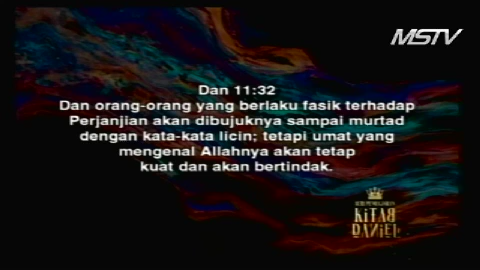 MSTV
Dan 11:32
Dan orang-orang yang berlaku fasik terhadap
Perjanjian akan dibujuknya sampai murtad
dengan kata-kata licin; tetapi umat yang
mengenal Allahnya akan tetap
kuat dan akan bertindak.
KITAB
DANIEL